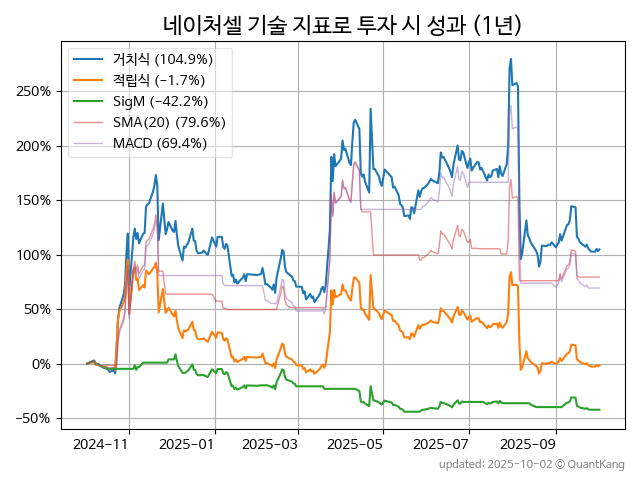 네이처셀 기술 지표로 투자 시 성과 (1년)
거치식 (104.9%)
적립식 (−1.7%)
SigM (−42.2%)
SMA(20) (79.6%)
MACD (69.4%)
250%
200%
150%
100%
50%
0%
−50%
2024-11 2025-01 2025-03 2025-05 2025-07 2025-09
updated: 2025-10-02 © QuantKang